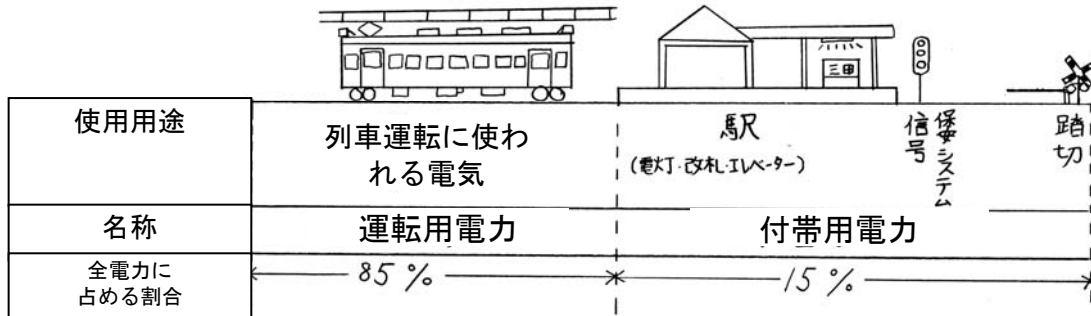 三田
使用用途
列車運転に使わ
れる電気
駅
(電灯・改札・エレベーター)
信号
保安システム
踏切
名称
運転用電力
付帯用電力
全電力に
占める割合
85%
15%